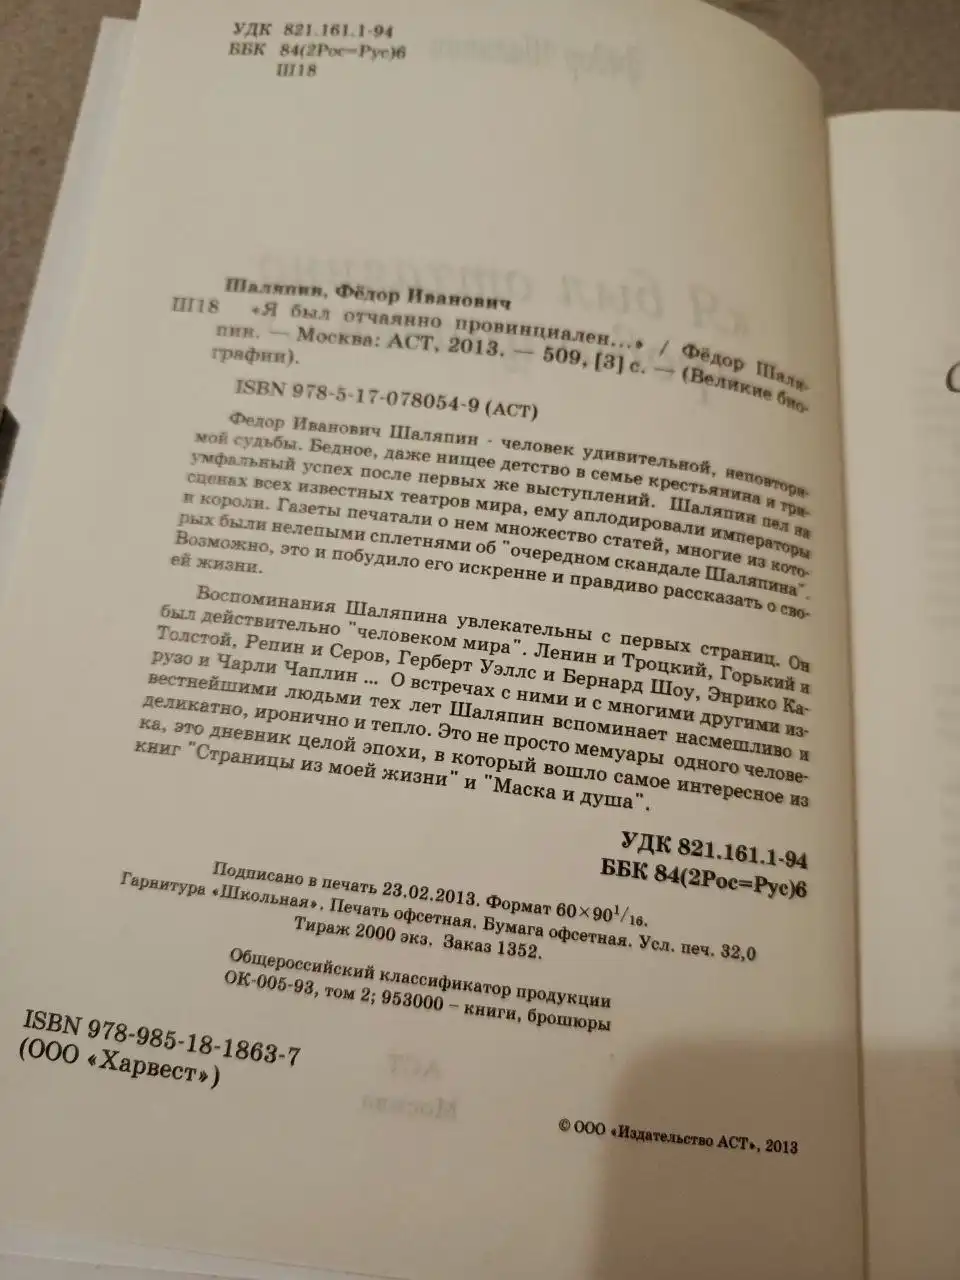 УДК 821.161.1-94
ББК 84(2Рос=Рус)6
Ш18
Шаляпин, Фёдор Иванович
Ш18 «Я был отчаянно провинциален...» / Фёдор Шаля-
пин. — Москва: АСТ, 2013. — 509, [3] с. — (Великие био-
графии).
ISBN 978-5-17-078054-9 (АСТ)
Федор Иванович Шаляпин - человек удивительной, неповтори-
мой судьбы. Бедное, даже нищее детство в семье крестьянина и три-
умфальный успех после первых же выступлений. Шаляпин пел на
сценах всех известных театров мира, ему аплодировали императоры
и короли. Газеты печатали о нем множество статей, многие из кото-
рых были нелепыми сплетнями об "очередном скандале Шаляпина".
Возможно, это и побудило его искренне и правдиво рассказать о сво-
ей жизни.
Воспоминания Шаляпина увлекательны с первых страниц. Он
был действительно "человеком мира". Ленин и Троцкий, Горький и
Толстой, Репин и Серов, Герберт Уэллс и Бернард Шоу, Энрико Ка-
рузо и Чарли Чаплин ... О встречах с ними и с многими другими из-
вестнейшими людьми тех лет Шаляпин вспоминает насмешливо и
деликатно, иронично и тепло. Это не просто мемуары одного челове-
ка, это дневник целой эпохи, в который вошло самое интересное из
книг "Страницы из моей жизни" и "Маска и душа".
УДК 821.161.1-94
ББК 84(2Рос=Рус)6
Подписано в печать 23.02.2013. Формат 60×90¹/₁₆.
Гарнитура «Школьная». Печать офсетная. Бумага офсетная. Усл. печ. 32,0
Тираж 2000 экз. Заказ 1352.
Общероссийский классификатор продукции
ОК-005-93, том 2; 953000 – книги, брошюры
ISBN 978-985-18-1863-7
(ООО «Харвест»)
© ООО «Издательство АСТ», 2013